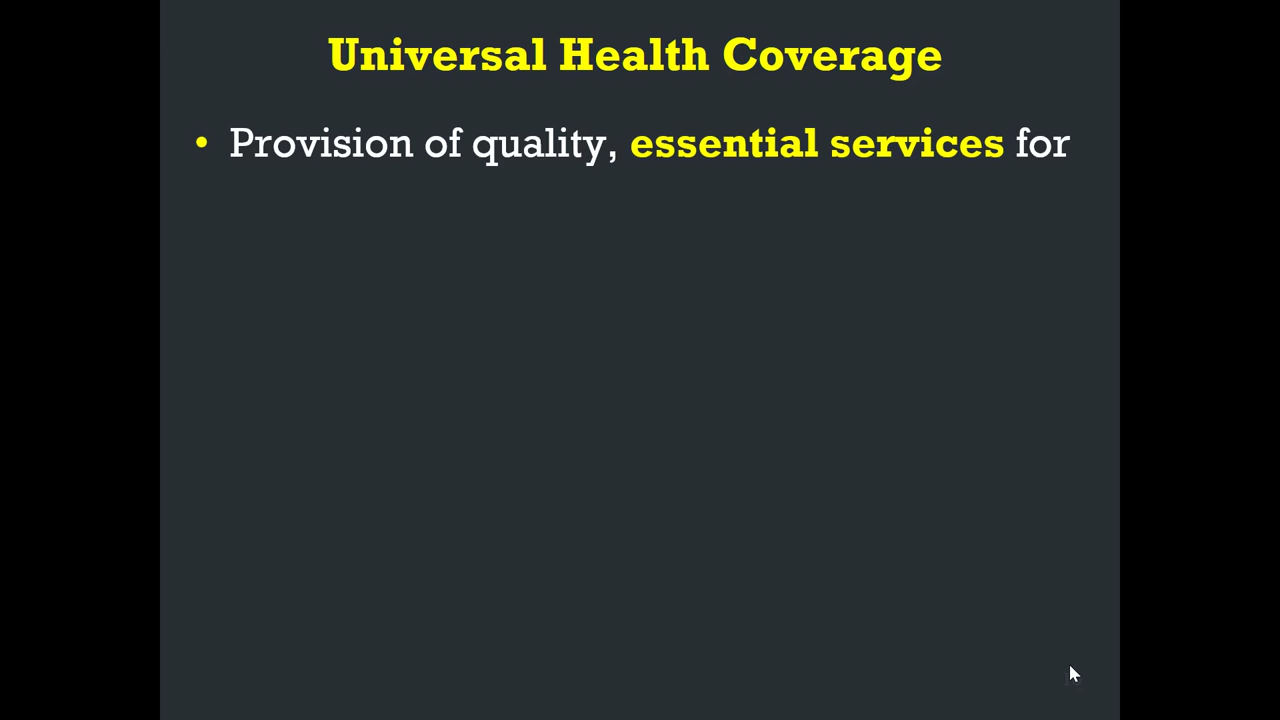 Universal Health Coverage
• Provision of quality, essential services for